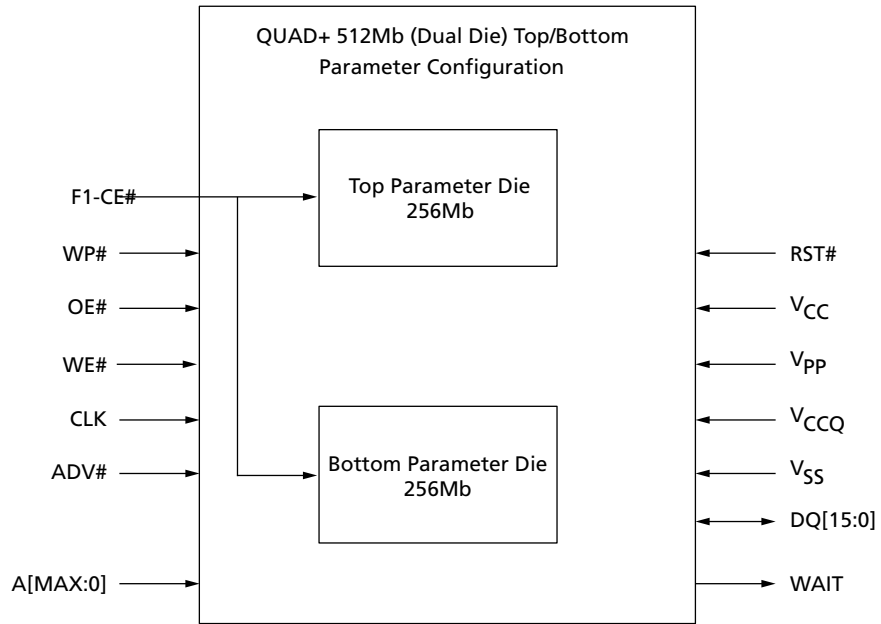 QUAD+ 512Mb (Dual Die) Top/Bottom
Parameter Configuration
Top Parameter Die
256Mb
Bottom Parameter Die
256Mb
F1-CE#
WP#
OE#
WE#
CLK
ADV#
A[MAX:0]
RST#
VCC
VPP
VCCQ
VSS
DQ[15:0]
WAIT